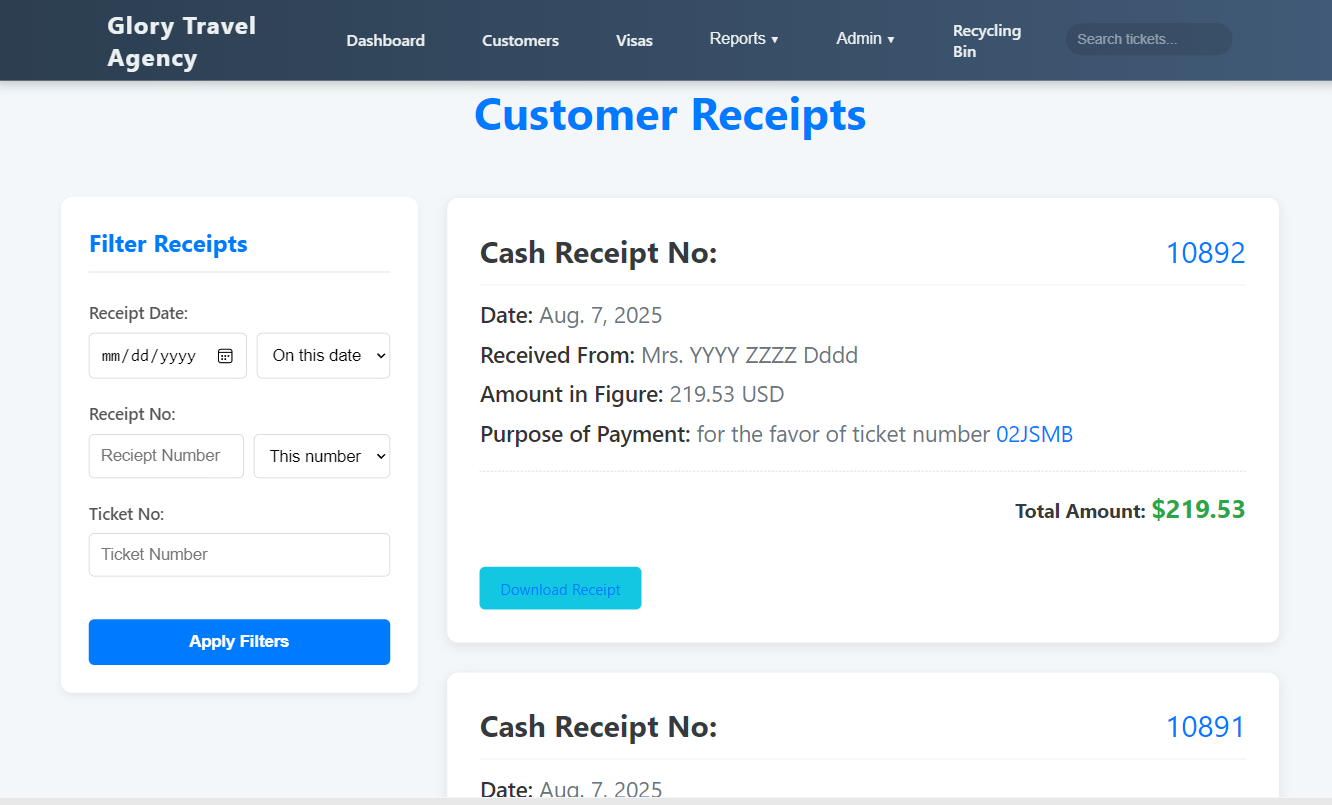 Glory Travel
Agency
Dashboard
Customers
Visas
Reports ▾
Admin ▾
Recycling
Bin
Search tickets...
Customer Receipts
Filter Receipts
Receipt Date:
mm/dd/yyyy
On this date
Receipt No:
Reciept Number
This number
Ticket No:
Ticket Number
Apply Filters
Cash Receipt No: 10892
Date: Aug. 7, 2025
Received From: Mrs. YYYY ZZZZ Dddd
Amount in Figure: 219.53 USD
Purpose of Payment: for the favor of ticket number 02JSMB
Total Amount: $219.53
Download Receipt
Cash Receipt No: 10891
Date: Aug. 7, 2025